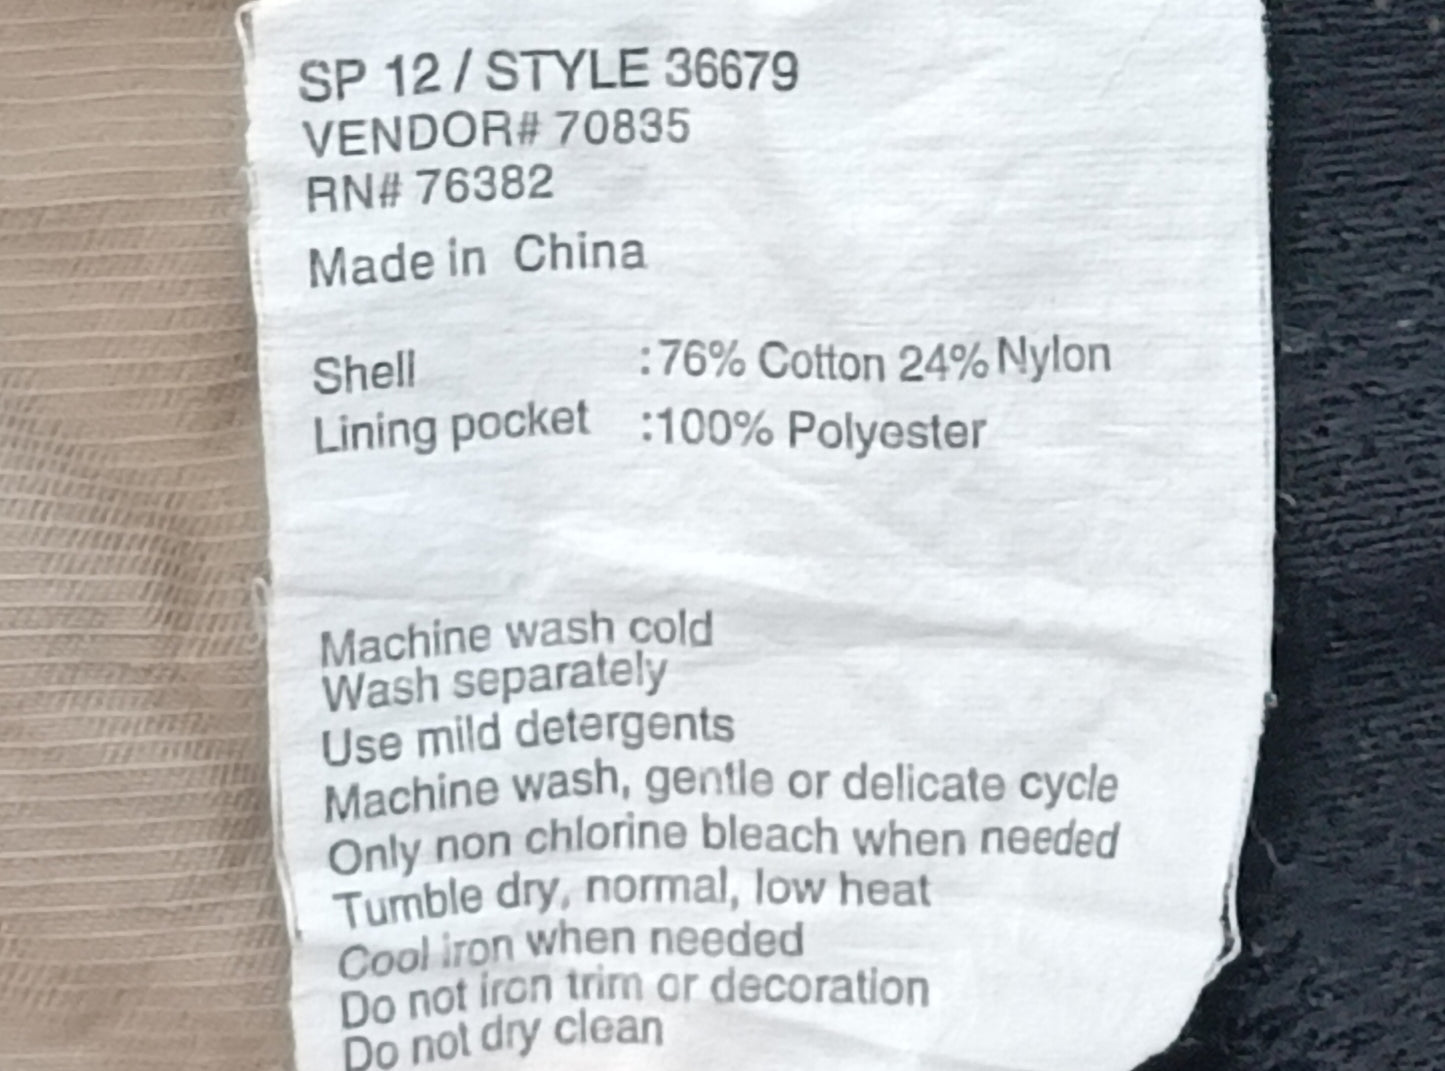 SP 12 / STYLE 36679
VENDOR# 70835
RN# 76382
Made in China
Shell :76% Cotton 24% Nylon
Lining pocket :100% Polyester
Machine wash cold
Wash separately
Use mild detergents
Machine wash, gentle or delicate cycle
Only non chlorine bleach when needed
Tumble dry, normal, low heat
Cool iron when needed
Do not iron trim or decoration
Do not dry clean